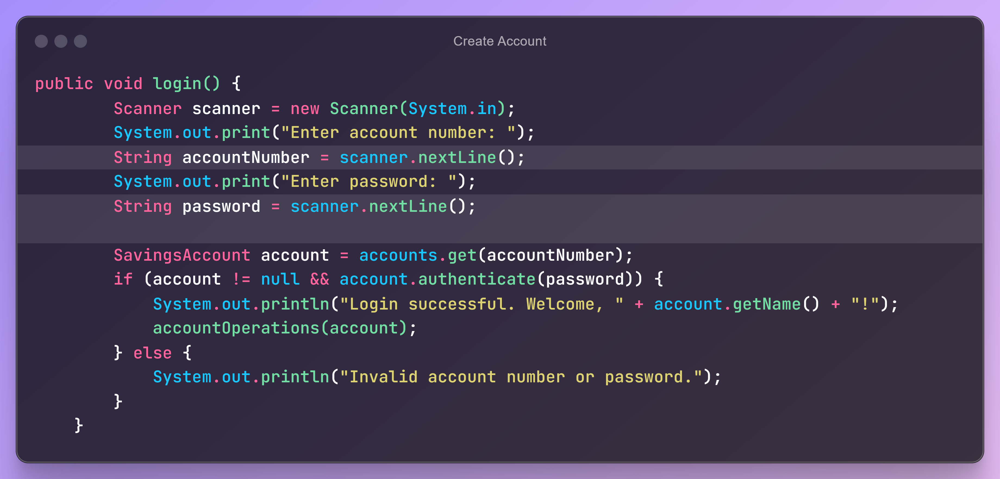 Create Account
public void login() {
        Scanner scanner = new Scanner(System.in);
        System.out.print("Enter account number: ");
        String accountNumber = scanner.nextLine();
        System.out.print("Enter password: ");
        String password = scanner.nextLine();

        SavingsAccount account = accounts.get(accountNumber);
        if (account != null && account.authenticate(password)) {
            System.out.println("Login successful. Welcome, " + account.getName() + "!");
            accountOperations(account);
        } else {
            System.out.println("Invalid account number or password.");
        }
    }